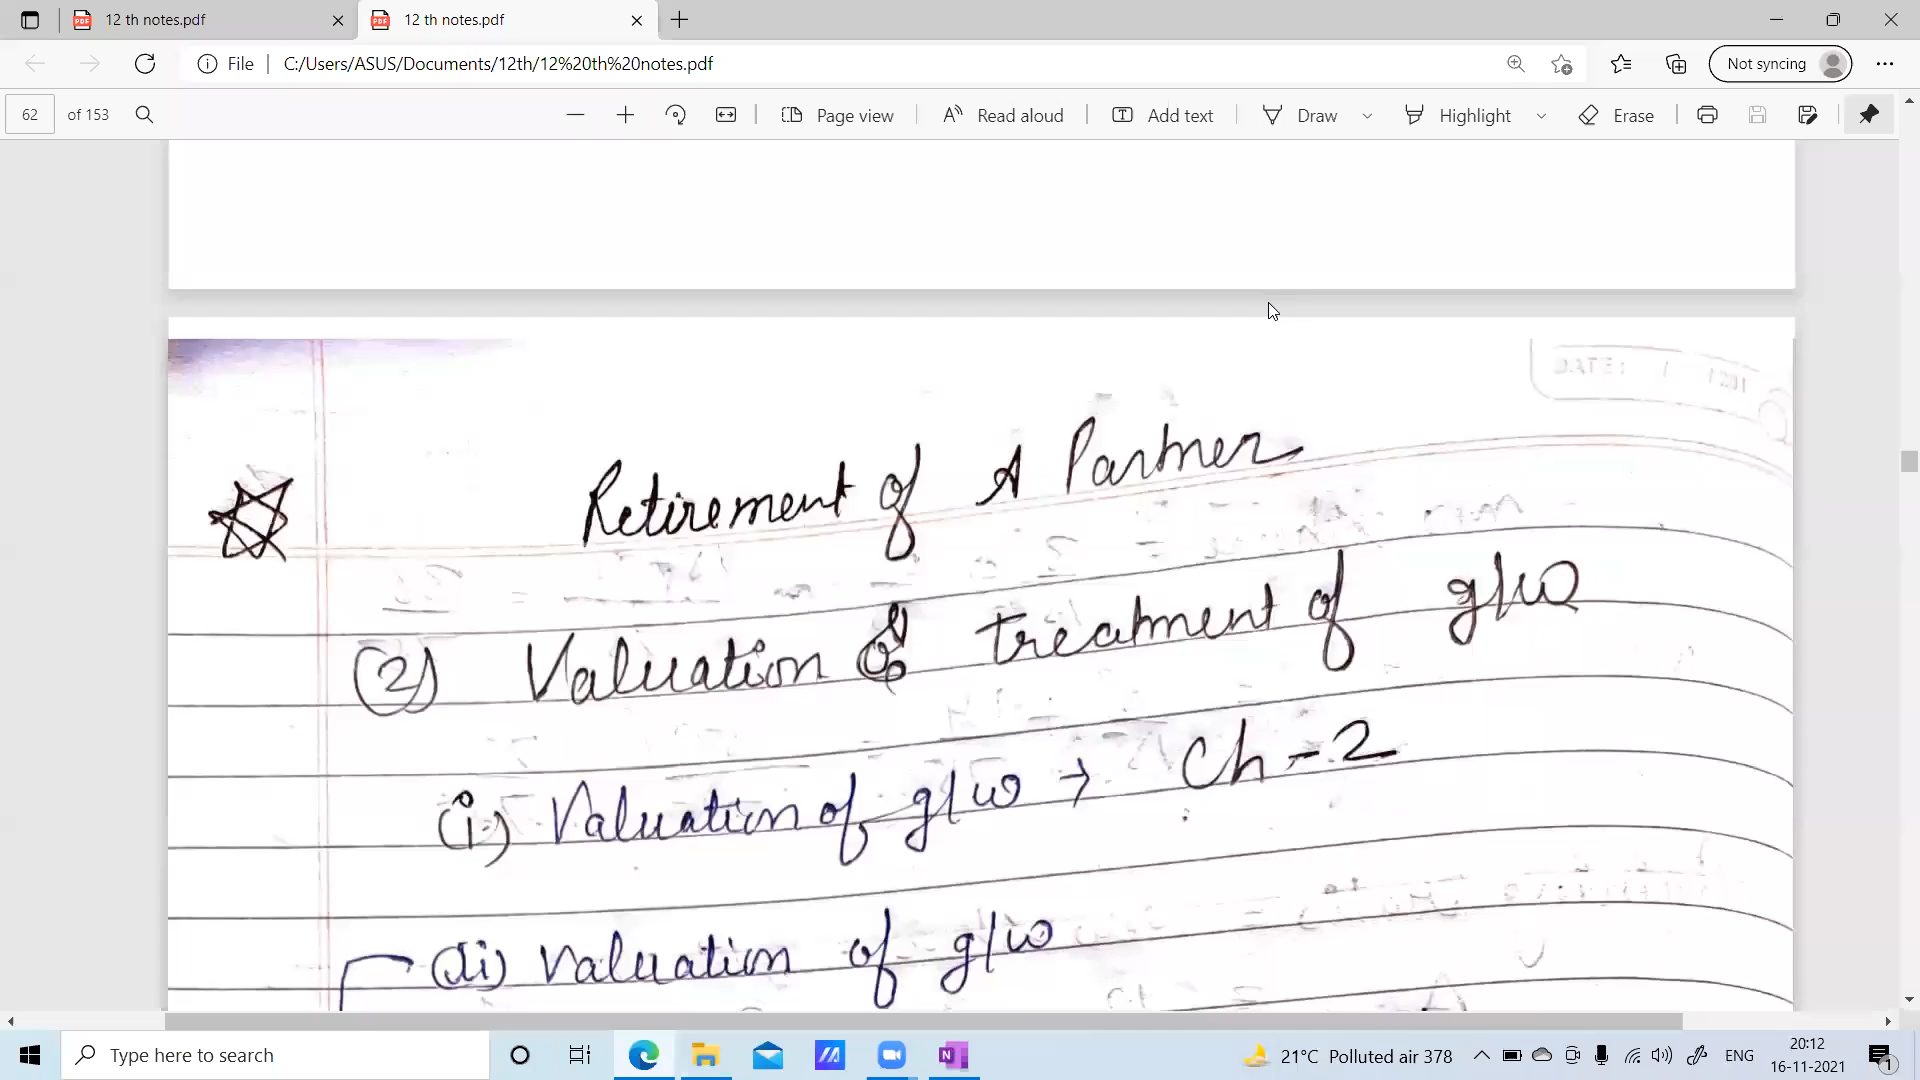 12 th notes.pdf
12 th notes.pdf
File C:/Users/ASUS/Documents/12th/12%20th%20notes.pdf
Not syncing
62 of 153
Page view
Read aloud
Add text
Draw
Highlight
Erase
Retirement of A Partner
(2) Valuation & treatment of g/w
(i) Valuation of g/w → Ch-2
(ii) Valuation of g/w
Type here to search
21°C Polluted air 378
ENG
20:12
16-11-2021
1